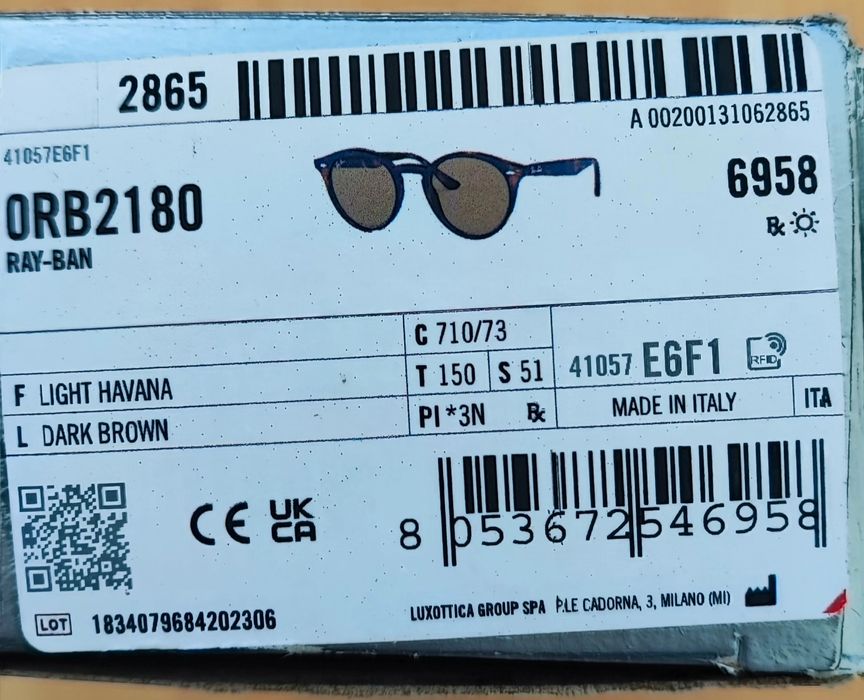 2865
A 00200131062865
41057E6F1
0RB2180
RAY-BAN
6958
Rx
C 710/73
F LIGHT HAVANA
T 150 S 51
41057 E6F1 RFID
L DARK BROWN
PI *3N Rx
MADE IN ITALY ITA
CE UK CA
8 053672 546958
LOT 1834079684202306
LUXOTTICA GROUP SPA P.LE CADORNA, 3, MILANO (MI)